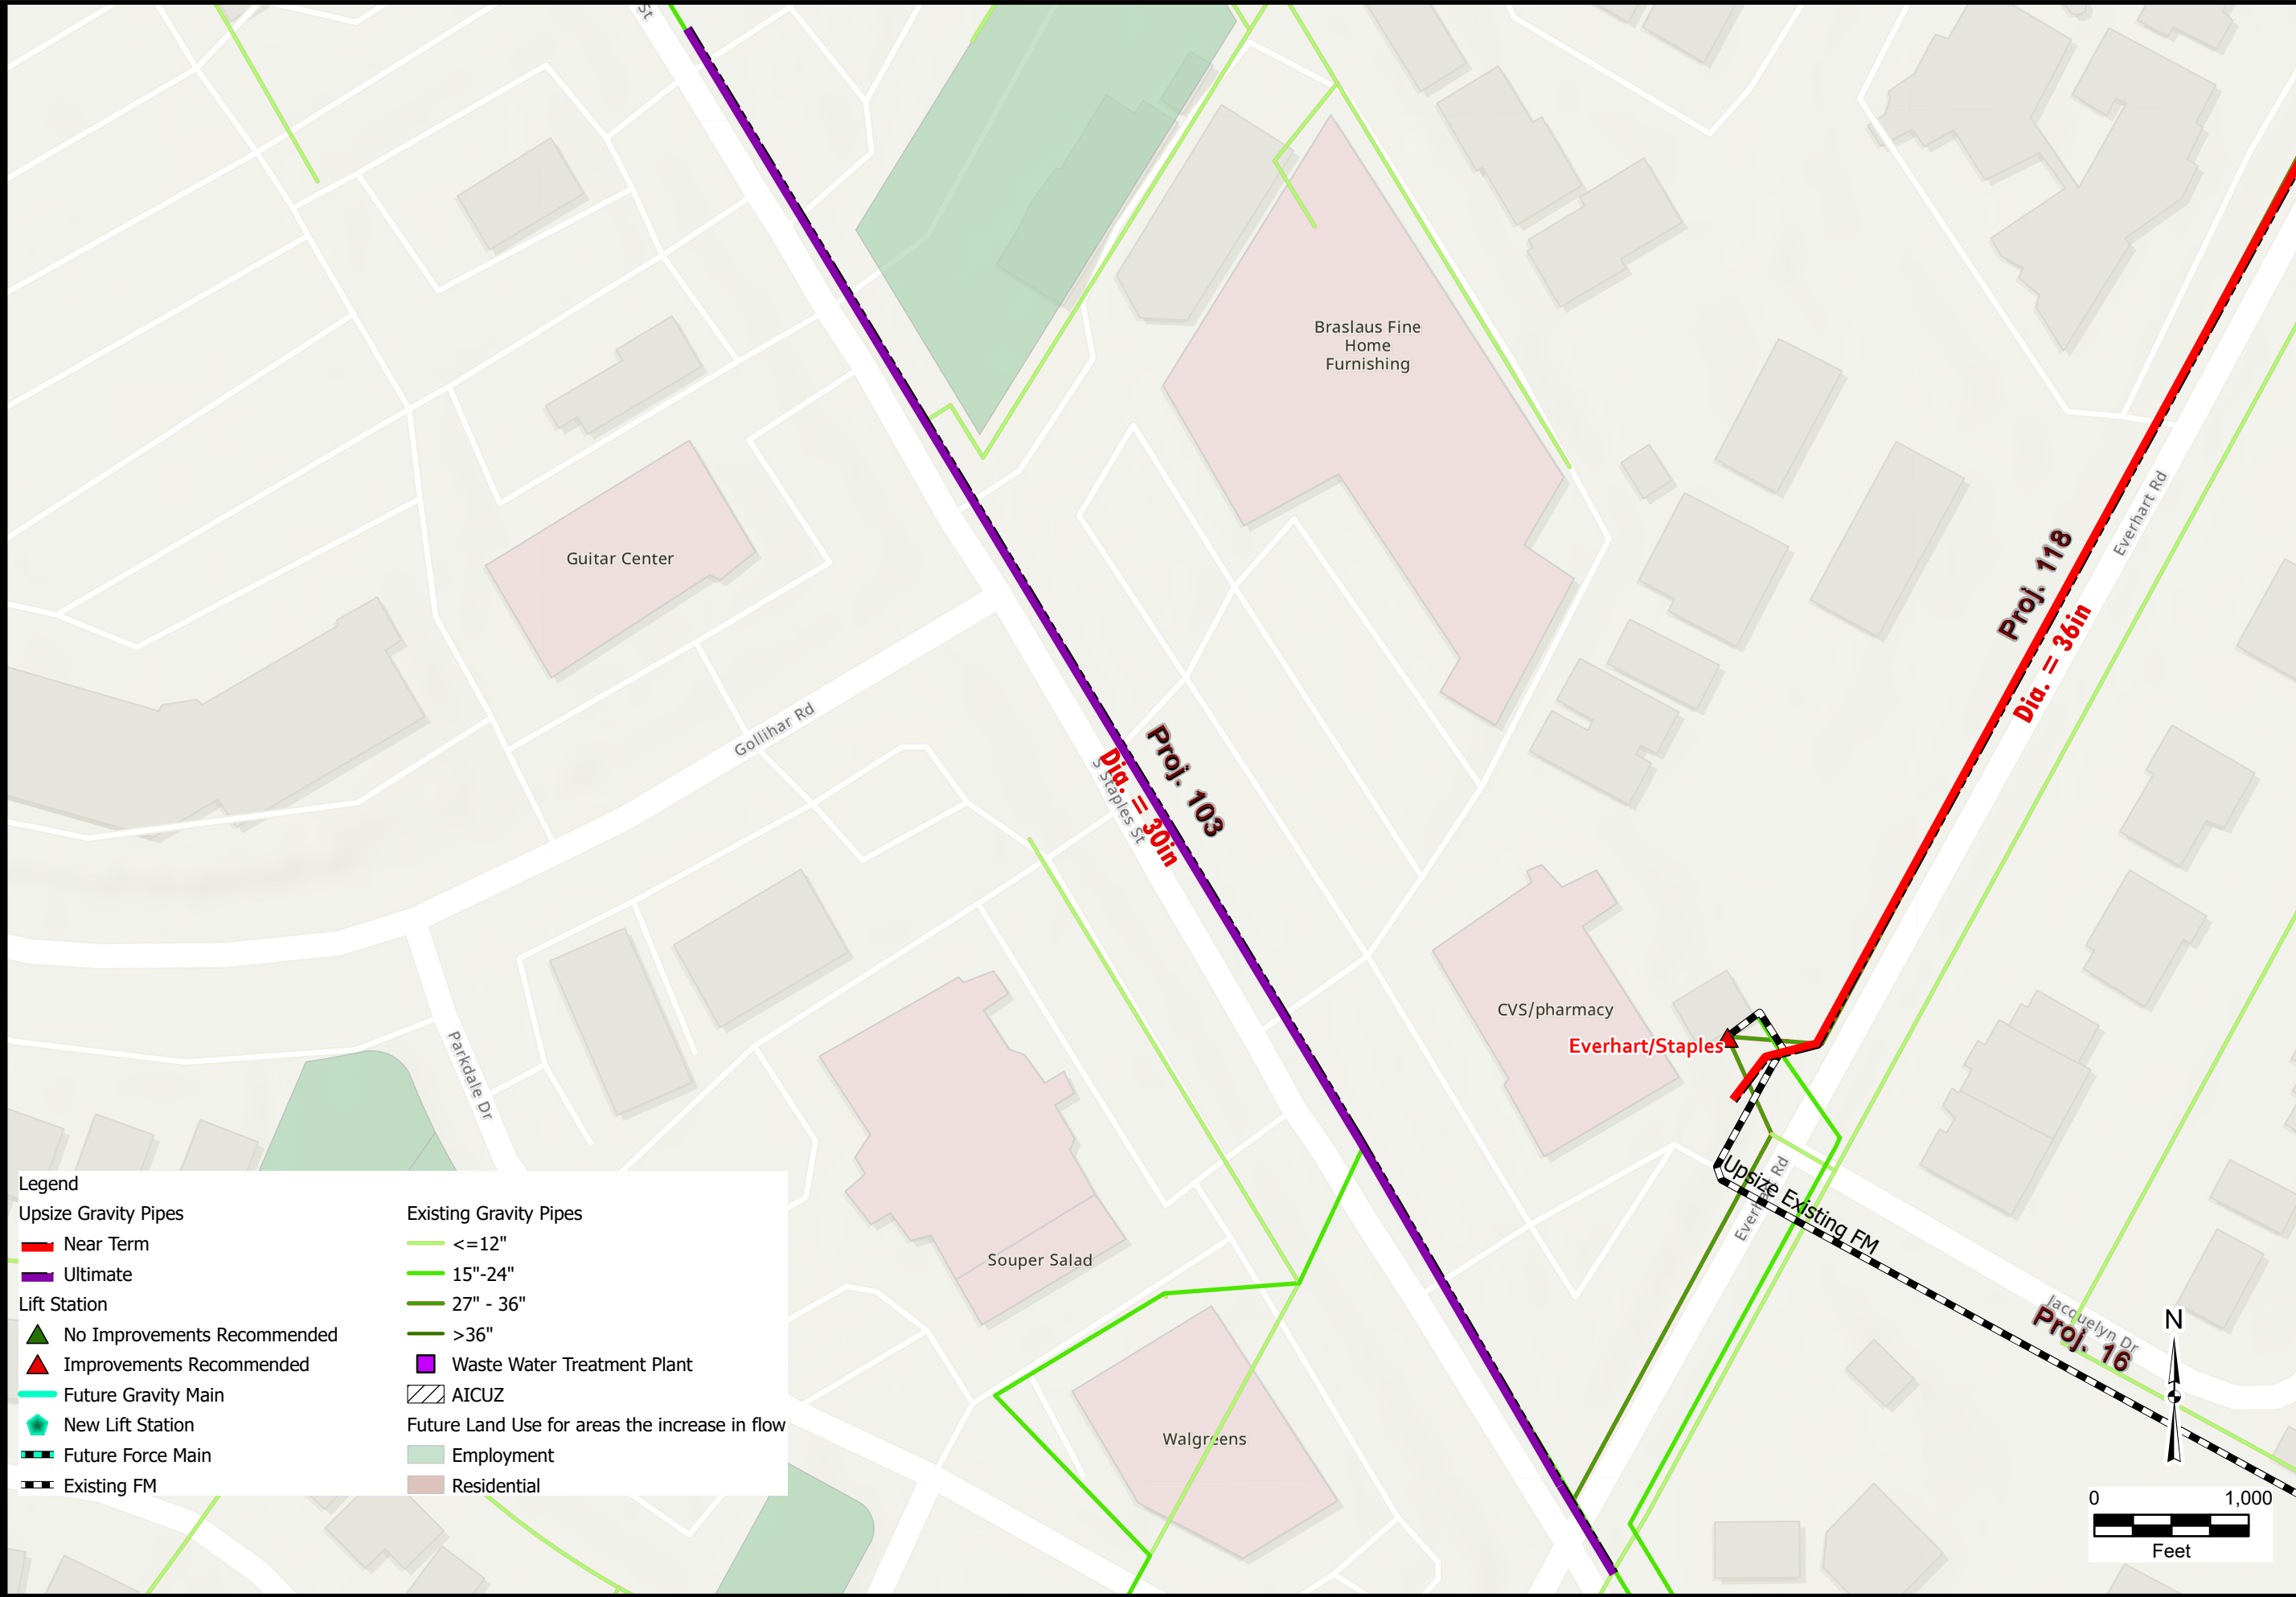 St
Braslaus Fine
Home
Furnishing
Guitar Center
Everhart Rd
Proj. 118
Dia. = 36in
Gollihar Rd
Proj. 103
S Staples St
Dia. = 30in
CVS/pharmacy
Everhart/Staples
Parkdale Dr
Upsize Existing FM
Everhart Rd
Souper Salad
Jacquelyn Dr
Proj. 16
Walgreens
N
0 1,000
Feet
Legend
Upsize Gravity Pipes
Near Term
Ultimate
Lift Station
No Improvements Recommended
Improvements Recommended
Future Gravity Main
New Lift Station
Future Force Main
Existing FM
Existing Gravity Pipes
<=12"
15"-24"
27" - 36"
>36"
Waste Water Treatment Plant
AICUZ
Future Land Use for areas the increase in flow
Employment
Residential